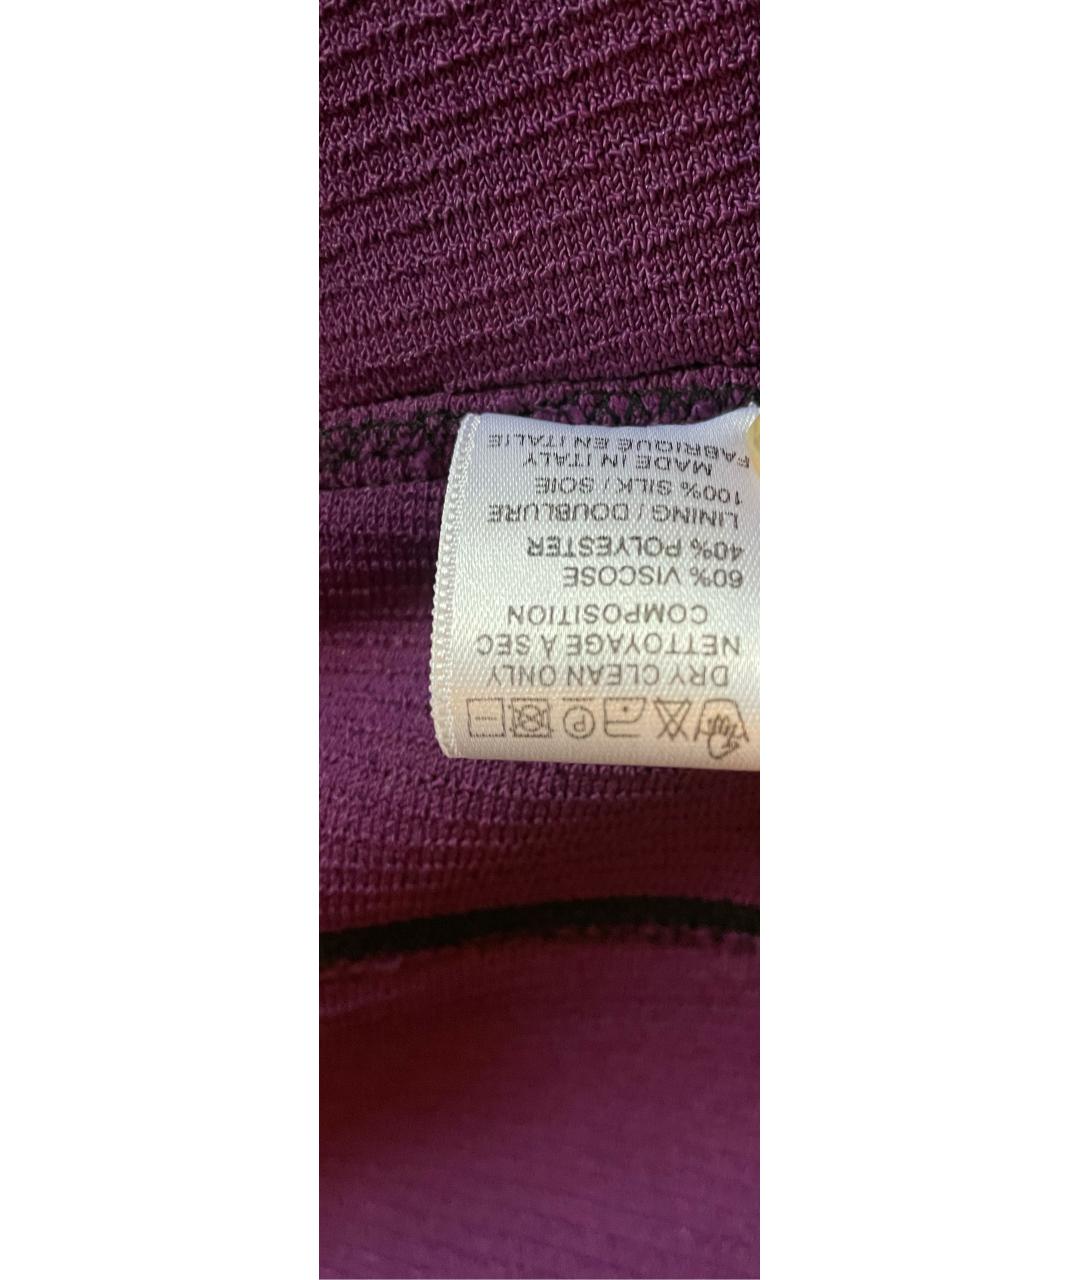 DRY CLEAN ONLY
NETTOYAGE À SEC
COMPOSITION
60% VISCOSE
40% POLYESTER
LINING / DOUBLURE
100% SILK / SOIE
MADE IN ITALY
FABRIQUÉ EN ITALIE